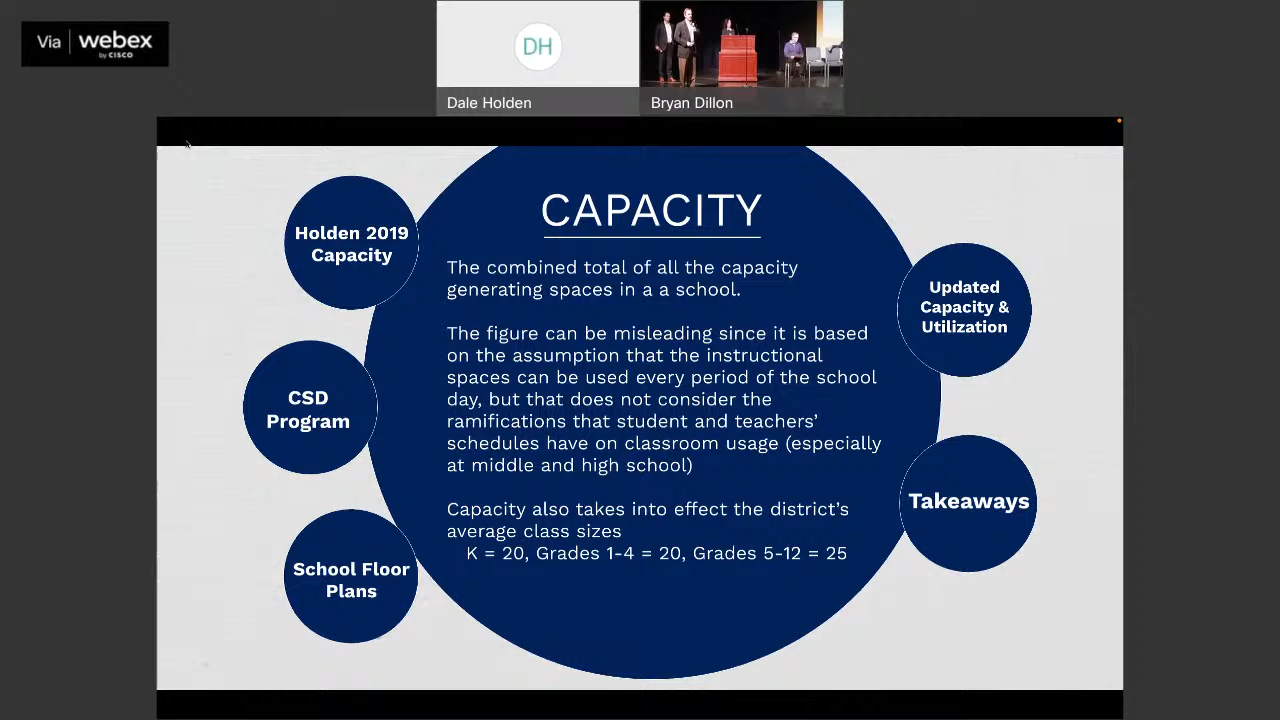 Via webex
by CISCO
DH
Dale Holden
Bryan Dillon
CAPACITY
Holden 2019
Capacity
The combined total of all the capacity
generating spaces in a a school.
The figure can be misleading since it is based
on the assumption that the instructional
spaces can be used every period of the school
day, but that does not consider the
ramifications that student and teachers’
schedules have on classroom usage (especially
at middle and high school)
Capacity also takes into effect the district’s
average class sizes
K = 20, Grades 1-4 = 20, Grades 5-12 = 25
CSD
Program
School Floor
Plans
Updated
Capacity &
Utilization
Takeaways